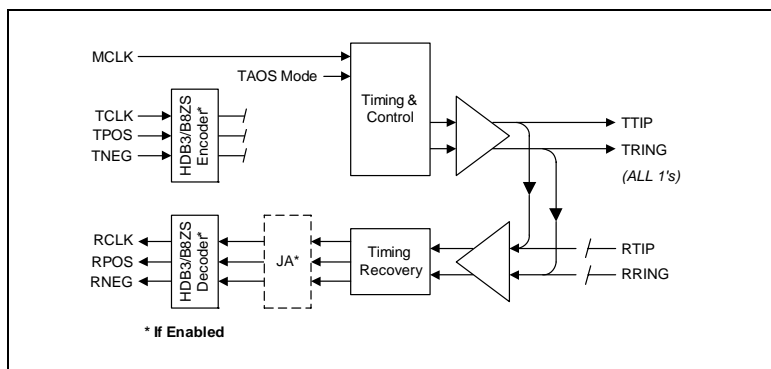 MCLK
TAOS Mode
Timing &
Control
TCLK
TPOS
TNEG
HDB3/B8ZS
Encoder*
TTIP
TRING
(ALL 1's)
RCLK
RPOS
RNEG
HDB3/B8ZS
Decoder*
JA*
Timing
Recovery
RTIP
RRING
* If Enabled